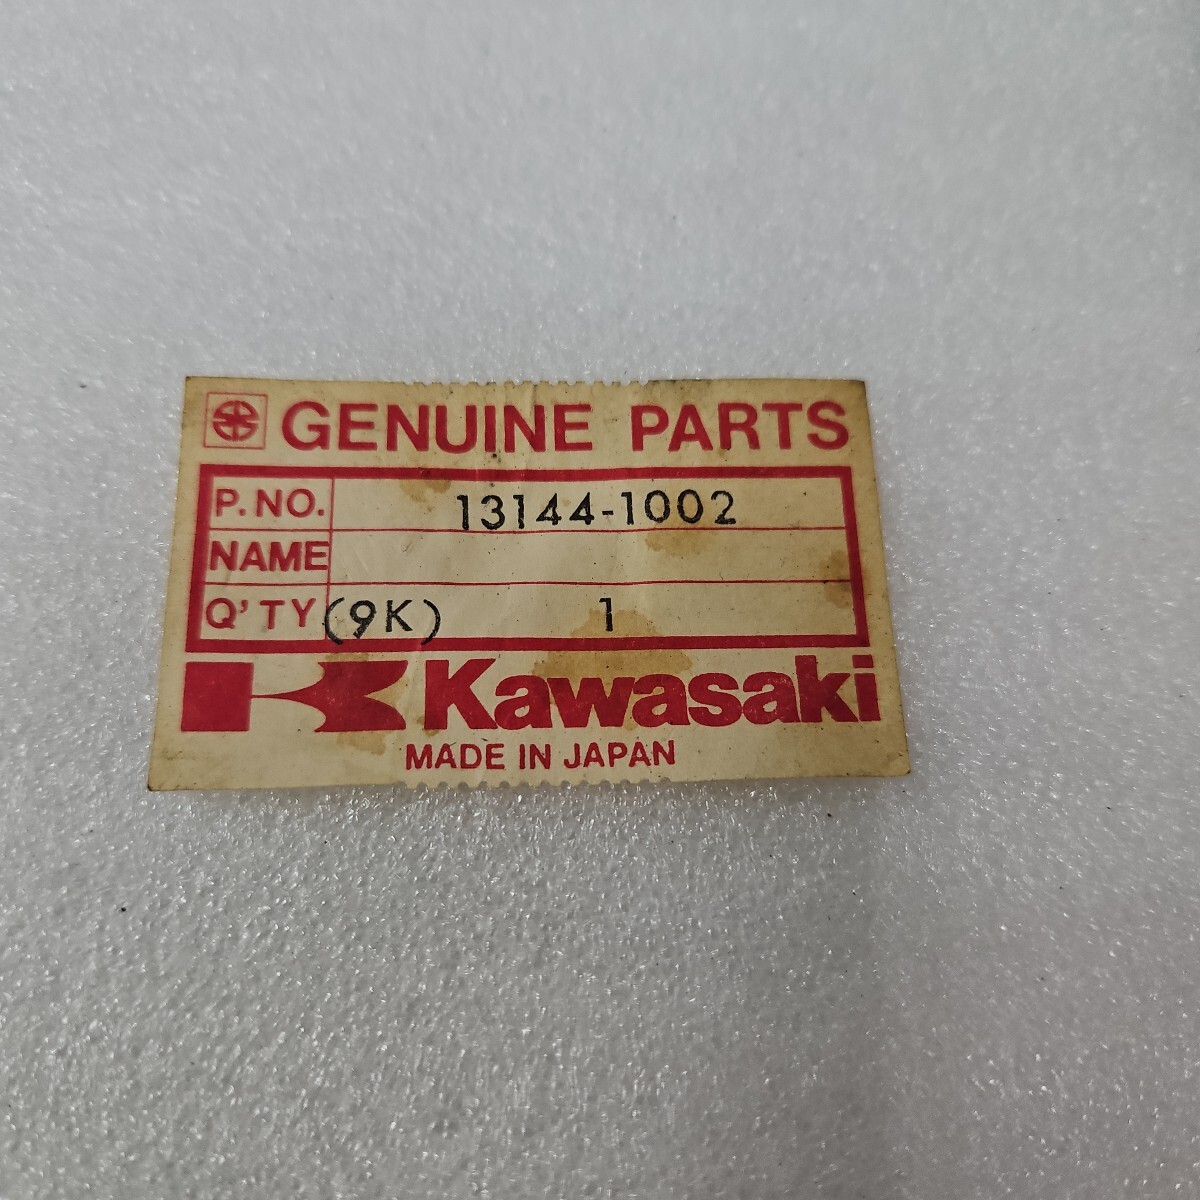 GENUINE PARTS
P.NO. 13144-1002
NAME
Q'TY (9K) 1
Kawasaki
MADE IN JAPAN